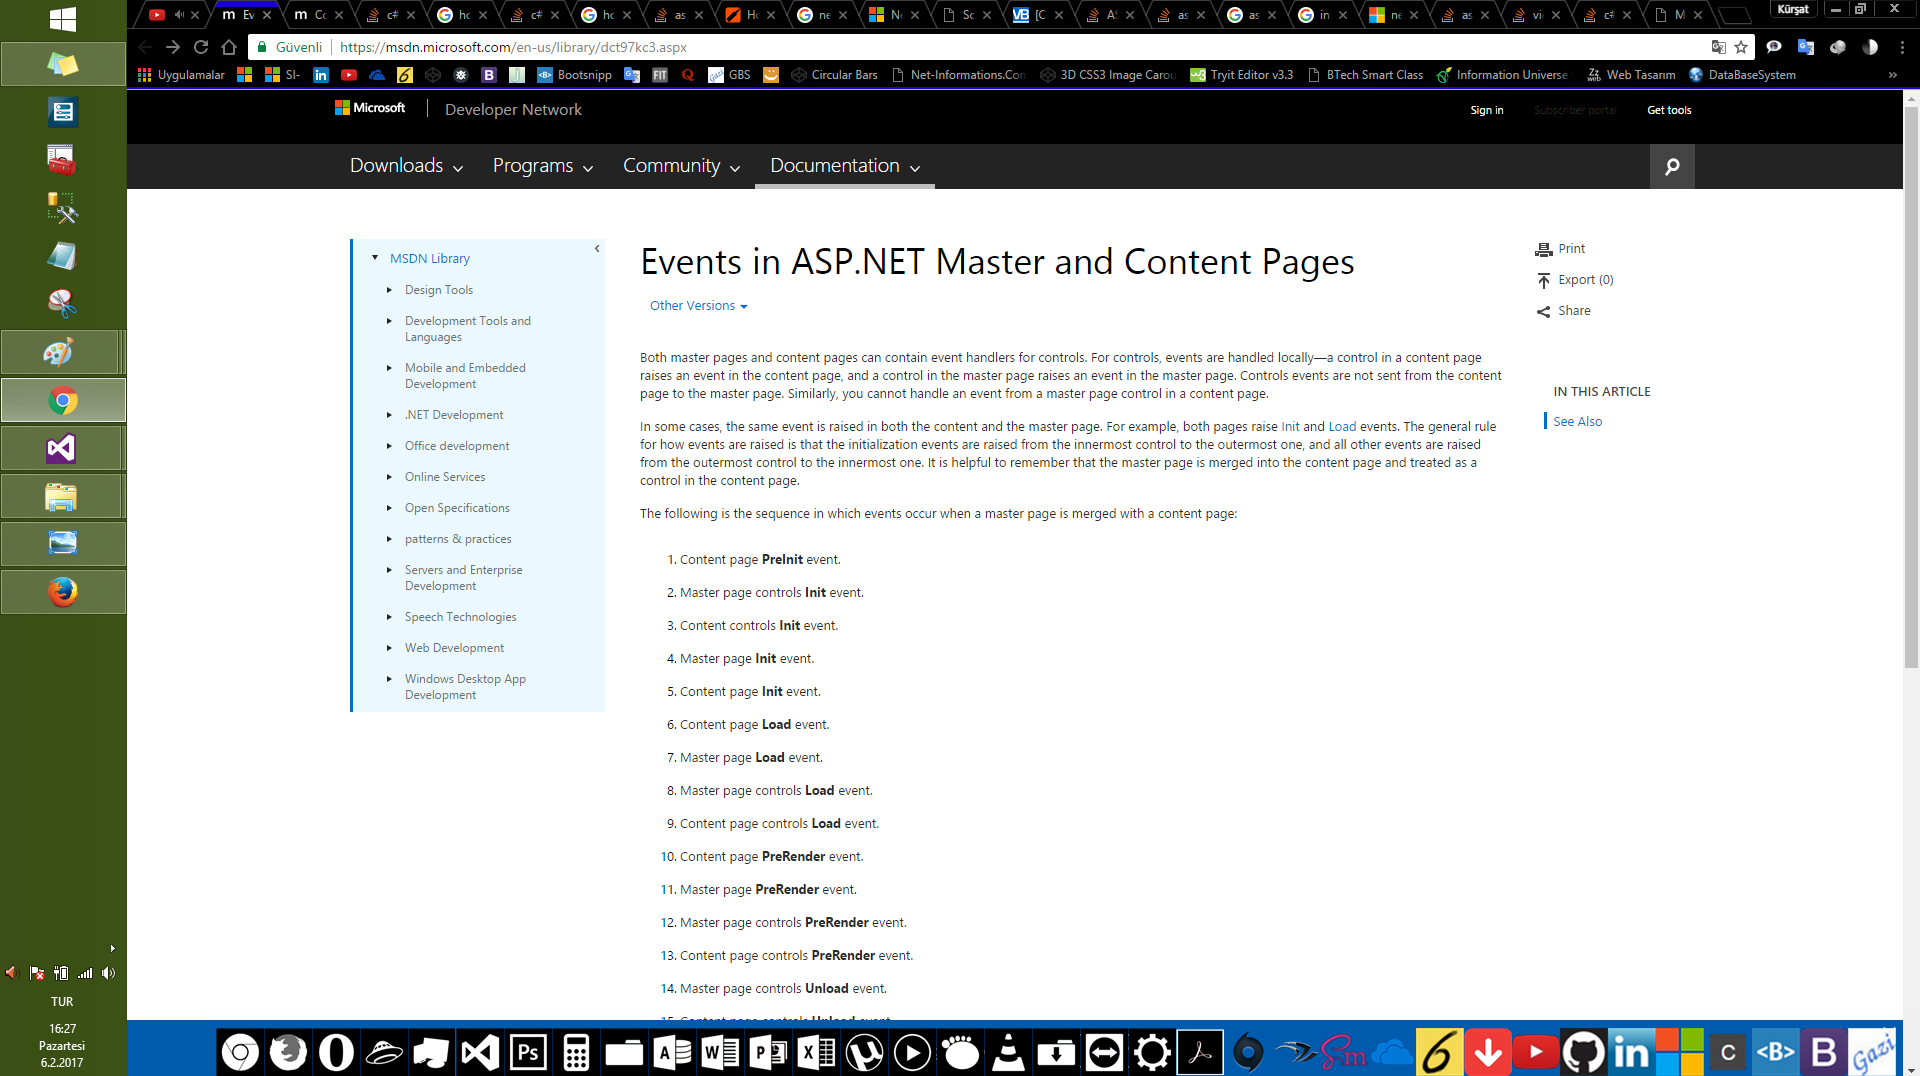 Ev
Co
c#
ho
c#
ho
as
Ho
ne
Ne
Sc
[C
AS
as
as
in
ne
as
vi
c#
M
Kürşat
Güvenli
https://msdn.microsoft.com/en-us/library/dct97kc3.aspx
Uygulamalar
SI-
Bootsnipp
FIT
GBS
Circular Bars
Net-Informations.Com
3D CSS3 Image Carou
Tryit Editor v3.3
BTech Smart Class
Information Universe
Web Tasarım
DataBaseSystem
»
Microsoft
Developer Network
Sign in
Subscriber portal
Get tools
Downloads
Programs
Community
Documentation
MSDN Library
Design Tools
Development Tools and
Languages
Mobile and Embedded
Development
.NET Development
Office development
Online Services
Open Specifications
patterns & practices
Servers and Enterprise
Development
Speech Technologies
Web Development
Windows Desktop App
Development
Events in ASP.NET Master and Content Pages
Other Versions
Print
Export (0)
Share
IN THIS ARTICLE
See Also
Both master pages and content pages can contain event handlers for controls. For controls, events are handled locally—a control in a content page
raises an event in the content page, and a control in the master page raises an event in the master page. Controls events are not sent from the content
page to the master page. Similarly, you cannot handle an event from a master page control in a content page.
In some cases, the same event is raised in both the content and the master page. For example, both pages raise Init and Load events. The general rule
for how events are raised is that the initialization events are raised from the innermost control to the outermost one, and all other events are raised
from the outermost control to the innermost one. It is helpful to remember that the master page is merged into the content page and treated as a
control in the content page.
The following is the sequence in which events occur when a master page is merged with a content page:
1. Content page PreInit event.
2. Master page controls Init event.
3. Content controls Init event.
4. Master page Init event.
5. Content page Init event.
6. Content page Load event.
7. Master page Load event.
8. Master page controls Load event.
9. Content page controls Load event.
10. Content page PreRender event.
11. Master page PreRender event.
12. Master page controls PreRender event.
13. Content page controls PreRender event.
14. Master page controls Unload event.
15. Content page controls Unload event.
TUR
16:27
Pazartesi
6.2.2017
Ps
Gazi